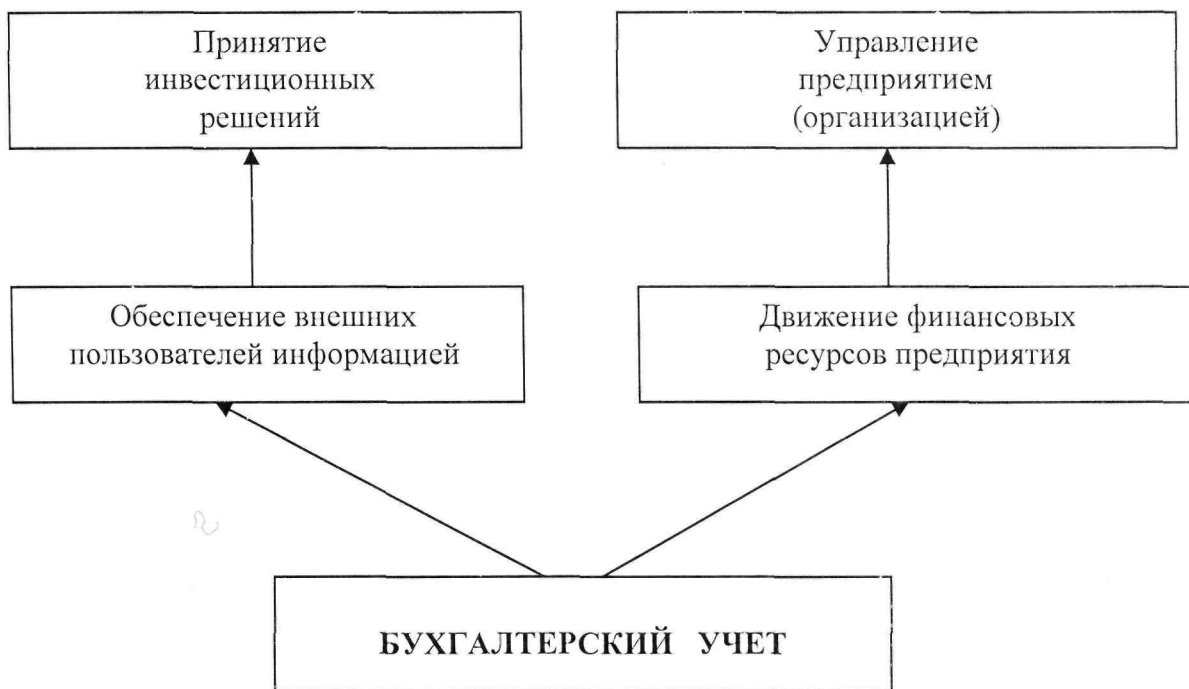 Принятие
инвестиционных
решений
Управление
предприятием
(организацией)
Обеспечение внешних
пользователей информацией
Движение финансовых
ресурсов предприятия
БУХГАЛТЕРСКИЙ УЧЕТ